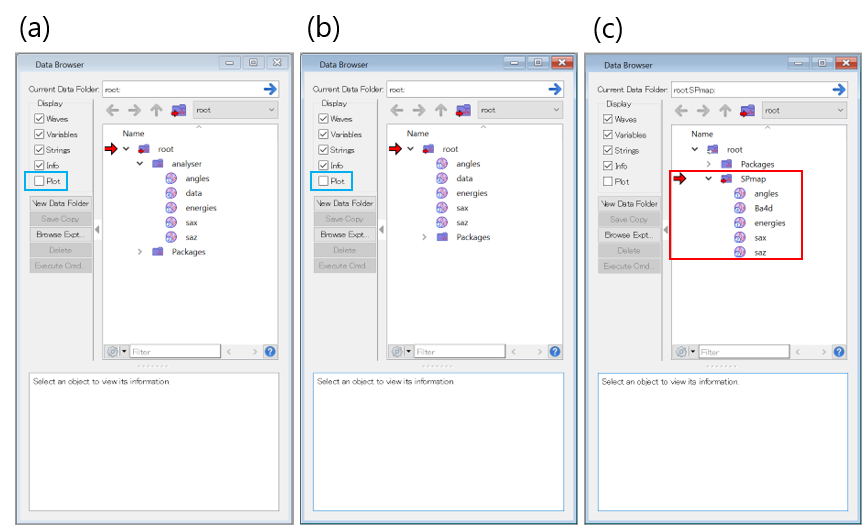 (a)
Data Browser
Current Data Folder: root:
Display
Waves
Variables
Strings
Info
Plot
New Data Folder
Save Copy
Browse Expt...
Delete
Execute Cmd...
root
Name
root
analyser
angles
data
energies
sax
saz
Packages
Filter
Select an object to view its information.
(b)
Data Browser
Current Data Folder: root:
Display
Waves
Variables
Strings
Info
Plot
New Data Folder
Save Copy
Browse Expt...
Delete
Execute Cmd...
root
Name
root
angles
data
energies
sax
saz
Packages
Filter
Select an object to view its information.
(c)
Data Browser
Current Data Folder: root:SPmap:
Display
Waves
Variables
Strings
Info
Plot
New Data Folder
Save Copy
Browse Expt...
Delete
Execute Cmd...
root
Name
root
Packages
SPmap
angles
Ba4d
energies
sax
saz
Filter
Select an object to view its information.